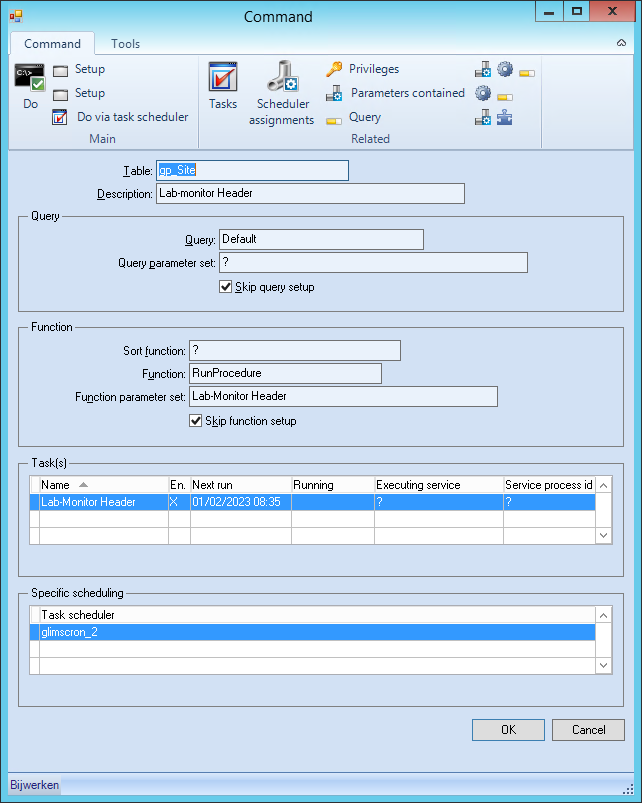 Command
Command Tools
C:\>
Do
Setup
Setup
Do via task scheduler
Main
Tasks
Scheduler
assignments
Privileges
Parameters contained
Query
Related
Table: gp_Site
Description: Lab-monitor Header
Query
Query: Default
Query parameter set: ?
Skip query setup
Function
Sort function: ?
Function: RunProcedure
Function parameter set: Lab-Monitor Header
Skip function setup
Task(s)
Name En. Next run Running Executing service Service process id
Lab-Monitor Header X 01/02/2023 08:35 ? ?
Specific scheduling
Task scheduler
glimscron_2
OK Cancel
Bijwerken